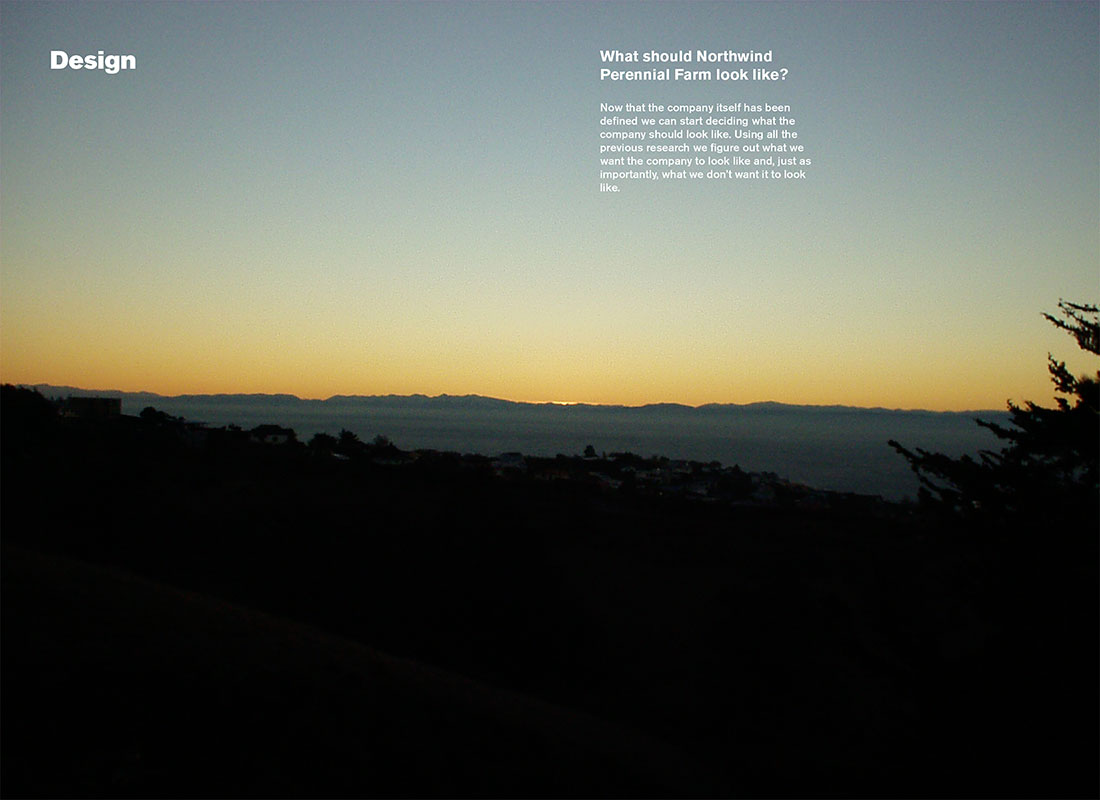 Design
What should Northwind
Perennial Farm look like?
Now that the company itself has been
defined we can start deciding what the
company should look like. Using all the
previous research we figure out what we
want the company to look like and, just as
importantly, what we don't want it to look
like.